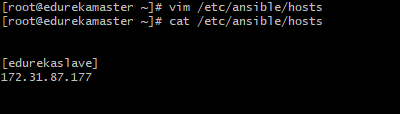 [root@edurekamaster ~]# vim /etc/ansible/hosts
[root@edurekamaster ~]# cat /etc/ansible/hosts
[edurekaslave]
172.31.87.177